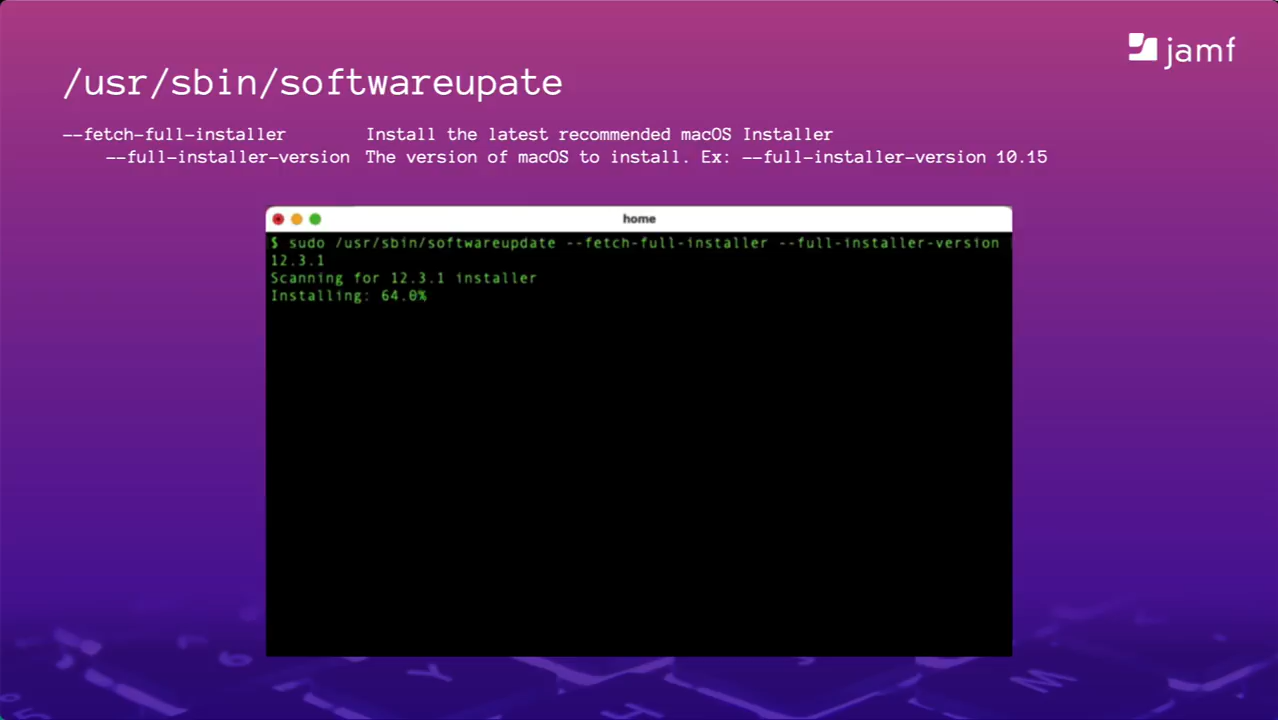 jamf
/usr/sbin/softwareupate
--fetch-full-installer Install the latest recommended macOS Installer
--full-installer-version The version of macOS to install. Ex: --full-installer-version 10.15
home
$ sudo /usr/sbin/softwareupdate --fetch-full-installer --full-installer-version
12.3.1
Scanning for 12.3.1 installer
Installing: 64.0%
Y
M